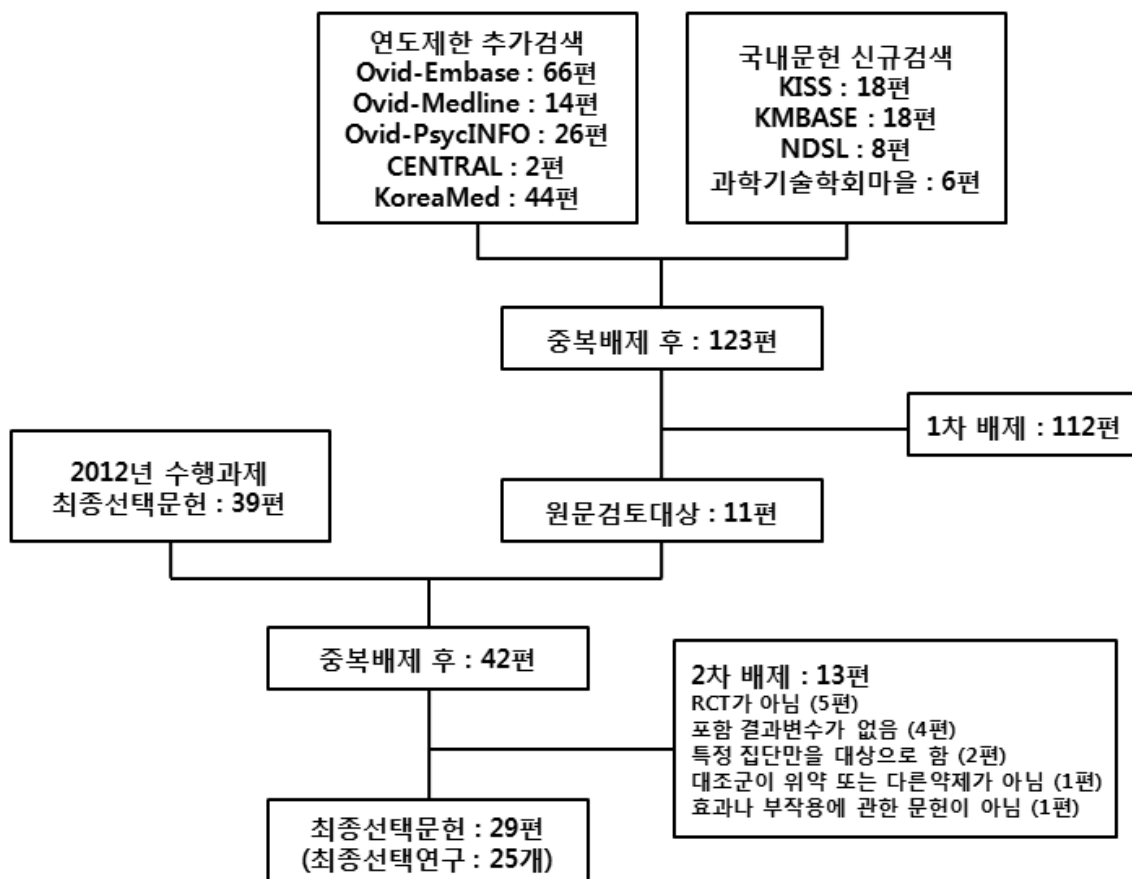 연도제한 추가검색
Ovid-Embase : 66편
Ovid-Medline : 14편
Ovid-PsycINFO : 26편
CENTRAL : 2편
KoreaMed : 44편
국내문헌 신규검색
KISS : 18편
KMBASE : 18편
NDSL : 8편
과학기술학회마을 : 6편
중복배제 후 : 123편
1차 배제 : 112편
2012년 수행과제
최종선택문헌 : 39편
원문검토대상 : 11편
중복배제 후 : 42편
2차 배제 : 13편
RCT가 아님 (5편)
포함 결과변수가 없음 (4편)
특정 집단만을 대상으로 함 (2편)
대조군이 위약 또는 다른약제가 아님 (1편)
효과나 부작용에 관한 문헌이 아님 (1편)
최종선택문헌 : 29편
(최종선택연구 : 25개)